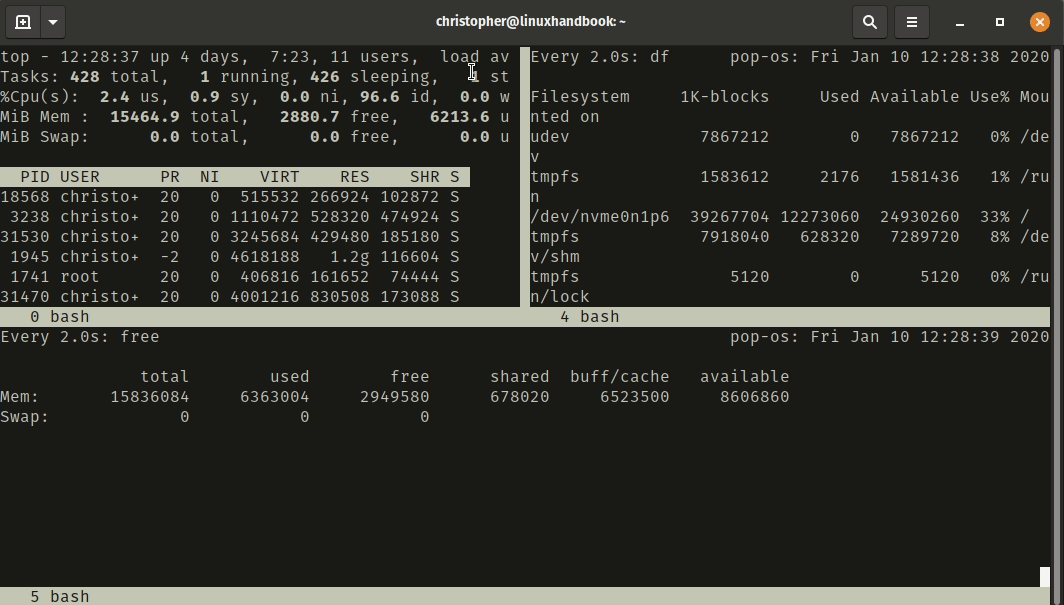 christopher@linuxhandbook: ~
top - 12:28:37 up 4 days,  7:23, 11 users,  load av
Tasks: 428 total,   1 running, 426 sleeping,   1 st
%Cpu(s):  2.4 us,  0.9 sy,  0.0 ni, 96.6 id,  0.0 w
MiB Mem :  15464.9 total,   2880.7 free,   6213.6 u
MiB Swap:      0.0 total,      0.0 free,      0.0 u
  PID USER      PR  NI    VIRT    RES    SHR S
18568 christo+  20   0  515532 266924 102872 S
 3238 christo+  20   0 1110472 528320 474924 S
31530 christo+  20   0 3245684 429480 185180 S
 1945 christo+  -2   0 4618188   1.2g 116604 S
 1741 root      20   0  406816 161652  74444 S
31470 christo+  20   0 4001216 830508 173088 S
   0 bash
Every 2.0s: df      pop-os: Fri Jan 10 12:28:38 2020
Filesystem     1K-blocks     Used Available Use% Mou
nted on
udev             7867212        0   7867212   0% /de
v
tmpfs            1583612     2176   1581436   1% /ru
n
/dev/nvme0n1p6  39267704 12273060  24930260  33% /
tmpfs            7918040   628320   7289720   8% /de
v/shm
tmpfs               5120        0      5120   0% /ru
n/lock
   4 bash
Every 2.0s: free      pop-os: Fri Jan 10 12:28:39 2020
              total        used        free      shared  buff/cache   available
Mem:       15836084     6363004     2949580      678020     6523500     8606860
Swap:             0           0           0
   5 bash